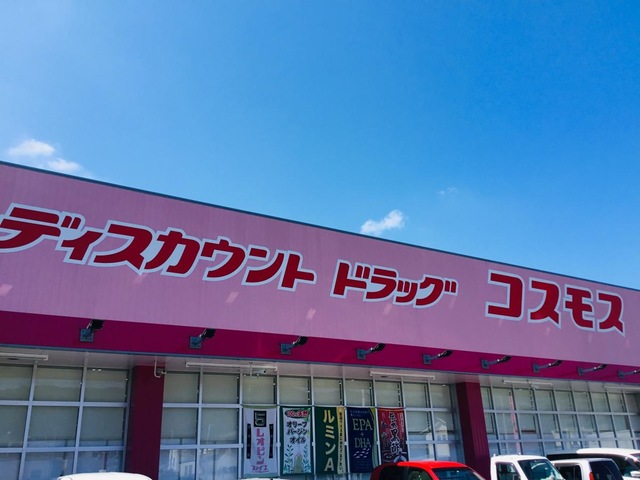 ディスカウント ドラッグ コスモス
レオピン
オリーブ
バージン
オイル
ルミンA
EPA
DHA